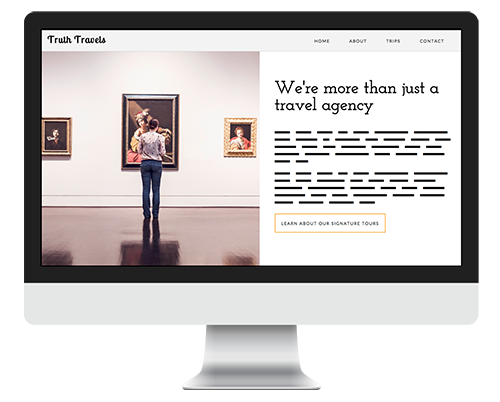 Truth Travels
HOME ABOUT TRIPS CONTACT
We're more than just a
travel agency
LEARN ABOUT OUR SIGNATURE TOURS